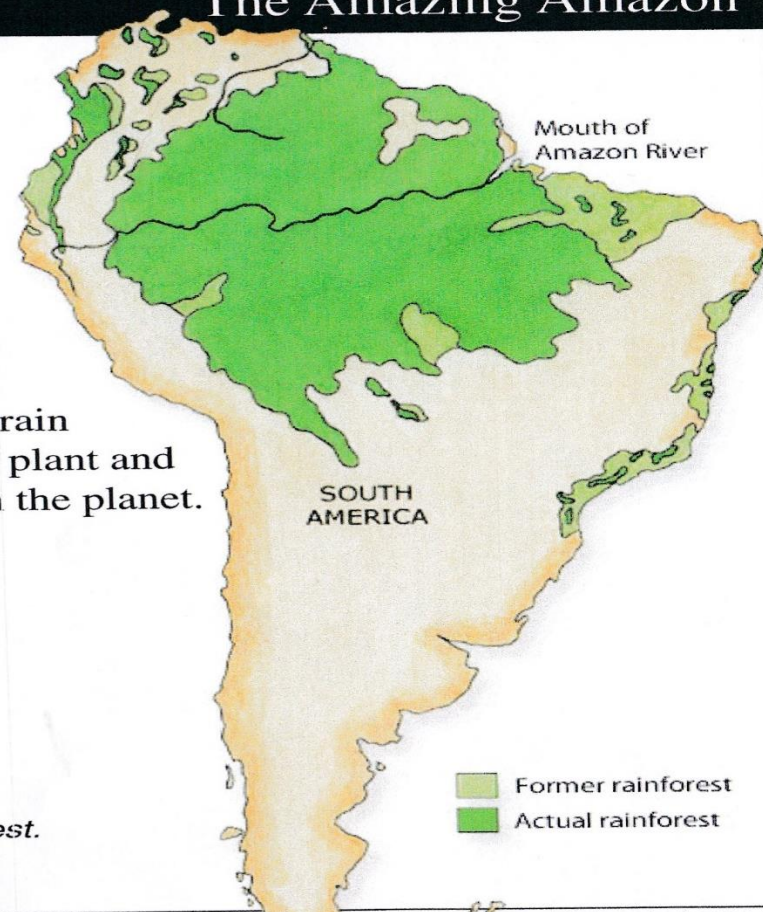 The Amazing Amazon
Mouth of
Amazon River
rain
plant and
the planet.
SOUTH
AMERICA
Former rainforest
Actual rainforest
est.